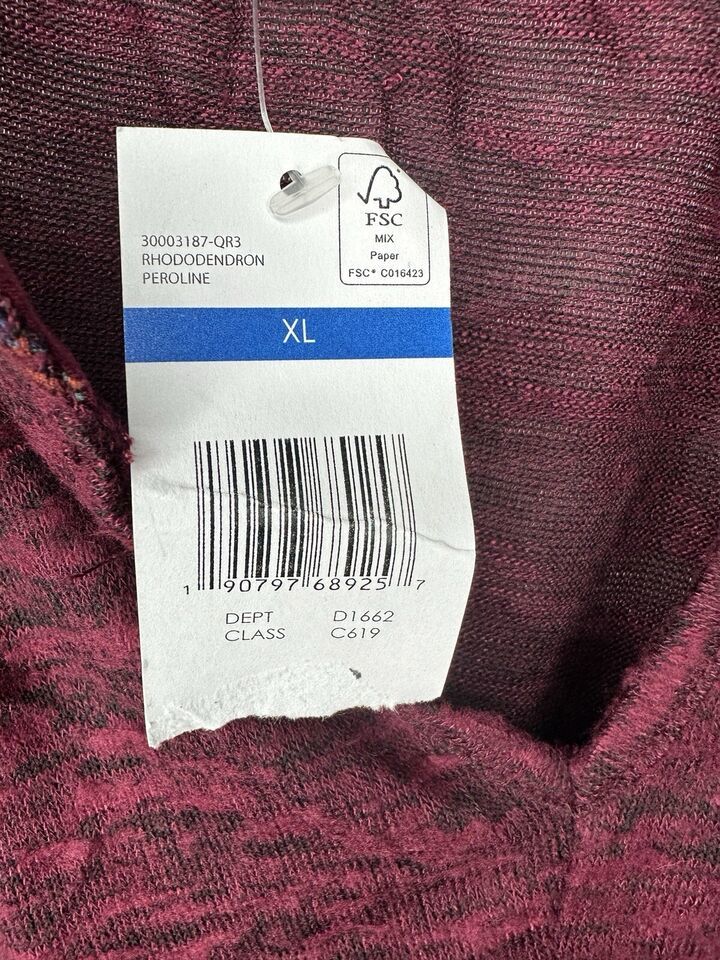 30003187-QR3
RHODODENDRON
PEROLINE
FSC
MIX
Paper
FSC® C016423
XL
1 90797 68925 7
DEPT D1662
CLASS C619